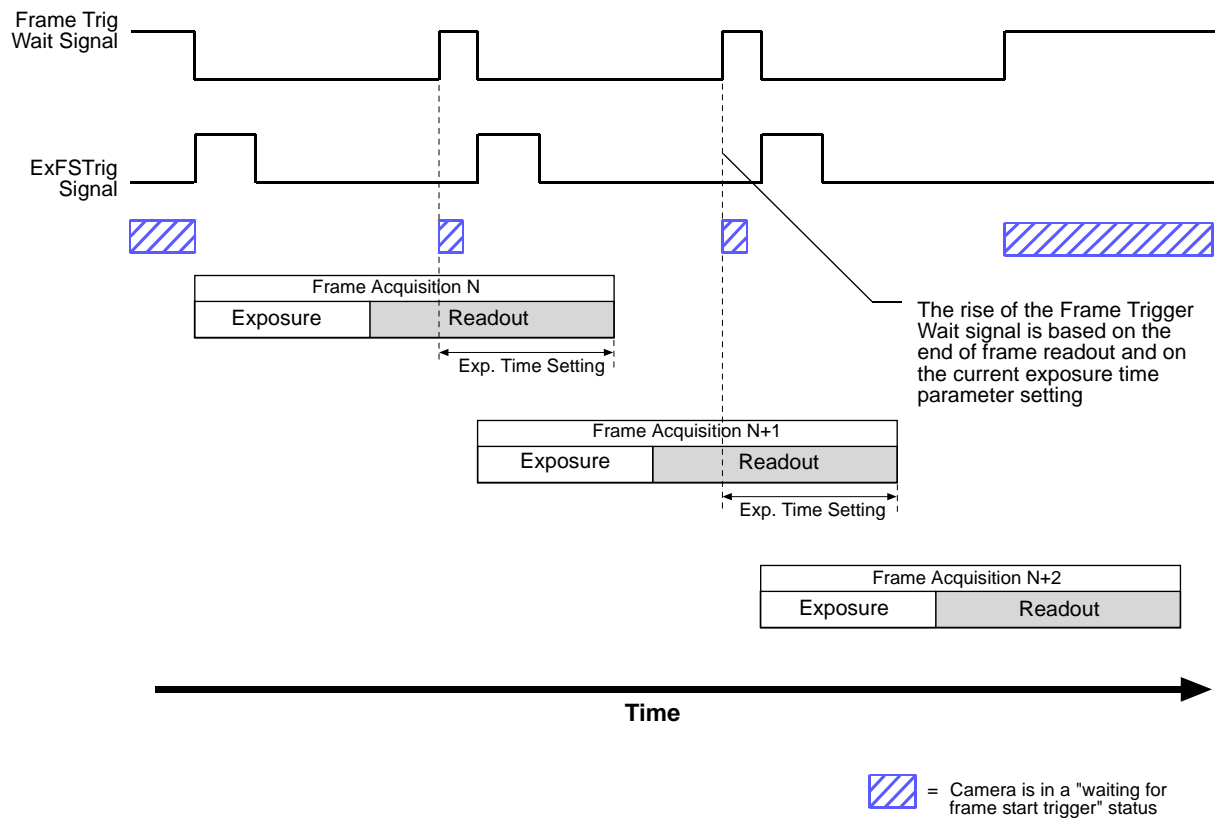 Frame Trig
Wait Signal
ExFSTrig
Signal
Frame Acquisition N
Exposure
Readout
Exp. Time Setting
The rise of the Frame Trigger
Wait signal is based on the
end of frame readout and on
the current exposure time
parameter setting
Frame Acquisition N+1
Exposure
Readout
Exp. Time Setting
Frame Acquisition N+2
Exposure
Readout
Time
= Camera is in a "waiting for
frame start trigger" status